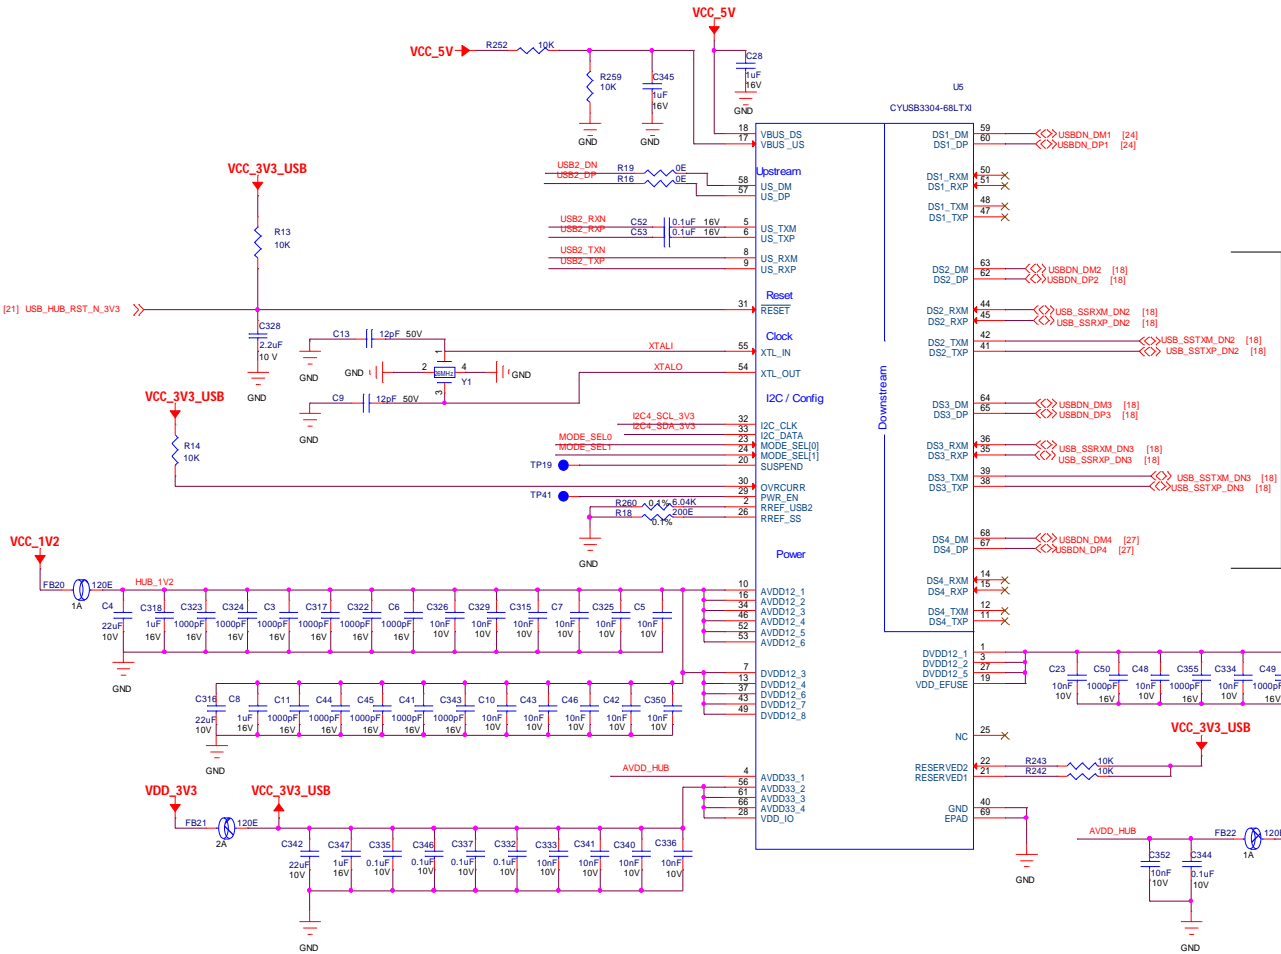 VCC_5V
VCC_5V
R252 10K
R259
10K
C345
1uF
16V
GND
GND
C28
1uF
16V
GND
U5
CYUSB3304-68LTXI
18 VBUS_DS
17 VBUS_US
Upstream
USB2_DN R19 0E 58 US_DM
USB2_DP R16 0E 57 US_DP
USB2_RXN C52 0.1uF 16V 5 US_TXM
USB2_RXP C53 0.1uF 16V 6 US_TXP
USB2_TXN 8 US_RXM
USB2_TXP 9 US_RXP
VCC_3V3_USB
R13
10K
Reset
[21] USB_HUB_RST_N_3V3 31 RESET
C328
2.2uF
10 V
GND
Clock
C13 12pF 50V
GND
XTALI 55 XTL_IN
XTALO 54 XTL_OUT
GND 2 1 26MHz 3 4 GND
Y1
C9 12pF 50V
GND
VCC_3V3_USB
R14
10K
I2C / Config
I2C4_SCL_3V3 32 I2C_CLK
I2C4_SDA_3V3 33 I2C_DATA
MODE_SEL0 23 MODE_SEL[0]
MODE_SEL1 24 MODE_SEL[1]
TP19 20 SUSPEND
30 OVRCURR
TP41 29 PWR_EN
R260 0.1% 6.04K 2 RREF_USB2
R18 200E 26 RREF_SS
0.1%
GND
Power
VCC_1V2
FB20 120E
1A
HUB_1V2
C4
22uF
10V
C318
1uF
16V
C323
1000pF
16V
C324
1000pF
16V
C3
1000pF
16V
C317
1000pF
16V
C322
1000pF
16V
C6
1000pF
16V
C326
10nF
10V
C329
10nF
10V
C315
10nF
10V
C7
10nF
10V
C325
10nF
10V
C5
10nF
10V
GND
10 AVDD12_1
16 AVDD12_2
34 AVDD12_3
46 AVDD12_4
52 AVDD12_5
53 AVDD12_6
7 DVDD12_3
13 DVDD12_4
37 DVDD12_6
43 DVDD12_7
49 DVDD12_8
C316
22uF
10V
C8
1uF
16V
C11
1000pF
16V
C44
1000pF
16V
C45
1000pF
16V
C41
1000pF
16V
C343
1000pF
16V
C10
10nF
10V
C43
10nF
10V
C46
10nF
10V
C42
10nF
10V
C350
10nF
10V
GND
AVDD_HUB 4 AVDD33_1
56 AVDD33_2
61 AVDD33_3
66 AVDD33_4
28 VDD_IO
VDD_3V3
VCC_3V3_USB
FB21 120E
2A
C342
22uF
10V
C347
1uF
16V
C335
0.1uF
10V
C346
0.1uF
10V
C337
0.1uF
10V
C332
0.1uF
10V
C333
10nF
10V
C341
10nF
10V
C340
10nF
10V
C336
10nF
10V
GND
Downstream
DS1_DM 59 USBDN_DM1 [24]
DS1_DP 60 USBDN_DP1 [24]
DS1_RXM 50
DS1_RXP 51
DS1_TXM 48
DS1_TXP 47
DS2_DM 63 USBDN_DM2 [18]
DS2_DP 62 USBDN_DP2 [18]
DS2_RXM 44 USB_SSRXM_DN2 [18]
DS2_RXP 45 USB_SSRXP_DN2 [18]
DS2_TXM 42 USB_SSTXM_DN2 [18]
DS2_TXP 41 USB_SSTXP_DN2 [18]
DS3_DM 64 USBDN_DM3 [18]
DS3_DP 65 USBDN_DP3 [18]
DS3_RXM 36 USB_SSRXM_DN3 [18]
DS3_RXP 35 USB_SSRXP_DN3 [18]
DS3_TXM 39 USB_SSTXM_DN3 [18]
DS3_TXP 38 USB_SSTXP_DN3 [18]
DS4_DM 68 USBDN_DM4 [27]
DS4_DP 67 USBDN_DP4 [27]
DS4_RXM 14
DS4_RXP 15
DS4_TXM 12
DS4_TXP 11
DVDD12_1 1
DVDD12_2 3
DVDD12_5 27
VDD_EFUSE 19
C23
10nF
10V
C50
1000pF
16V
C48
10nF
10V
C355
1000pF
16V
C334
10nF
10V
C49
1000pF
16V
NC 25
VCC_3V3_USB
RESERVED2 22 R243 10K
RESERVED1 21 R242 10K
GND 40
EPAD 69
GND
AVDD_HUB
FB22 120E
1A
C352
10nF
10V
C344
0.1uF
10V
GND